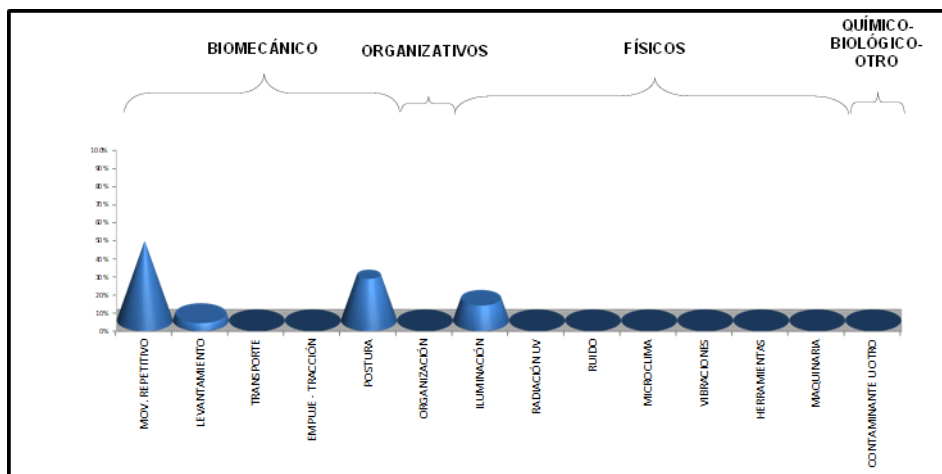 BIOMECÁNICO
ORGANIZATIVOS
FÍSICOS
QUÍMICO-
BIOLÓGICO-
OTRO
100%
90%
80%
70%
60%
50%
40%
30%
20%
10%
0%
MOV. REPETITIVO
LEVANTAMIENTO
TRANSPORTE
EMPUJE - TRACCIÓN
POSTURA
ORGANIZACIÓN
ILUMINACIÓN
RADIACIÓN UV
RUIDO
MICROCLIMA
VIBRACIONES
HERRAMIENTAS
MAQUINARIA
CONTAMINANTE U OTRO